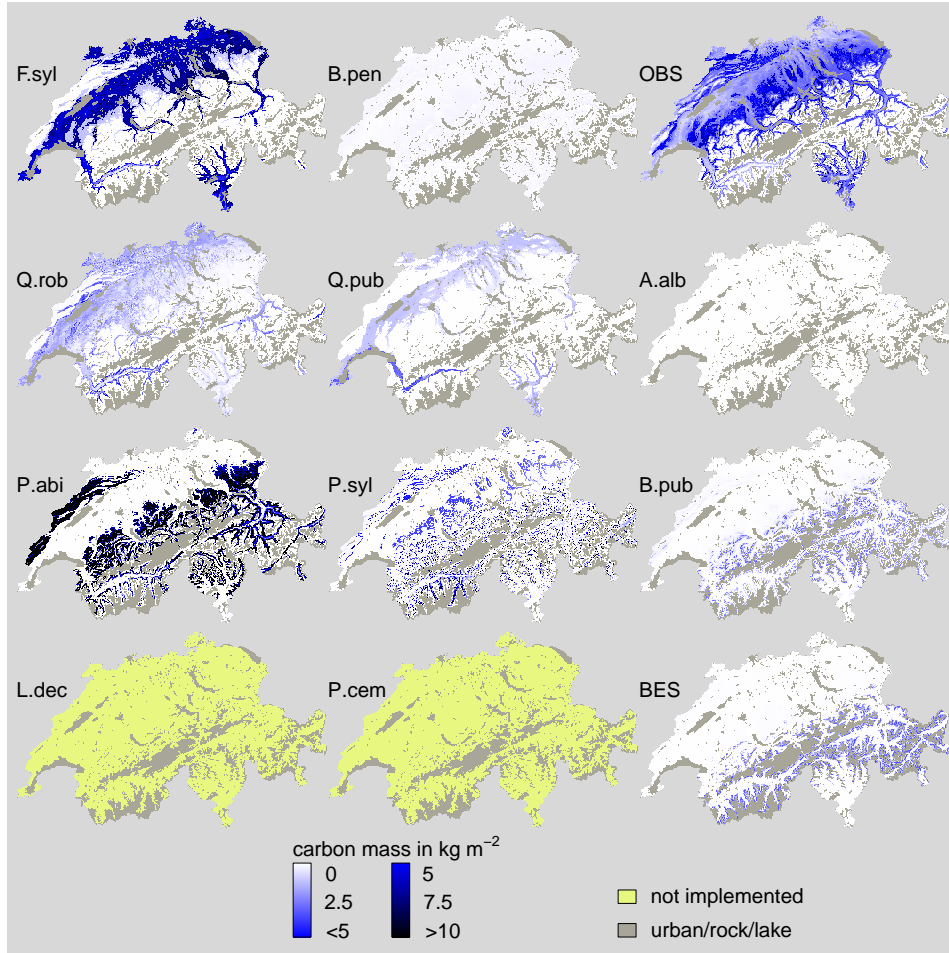 F.syl
B.pen
OBS
Q.rob
Q.pub
A.alb
P.abi
P.syl
B.pub
L.dec
P.cem
BES
carbon mass in kg m⁻²
0 5
2.5 7.5
<5 >10
not implemented
urban/rock/lake